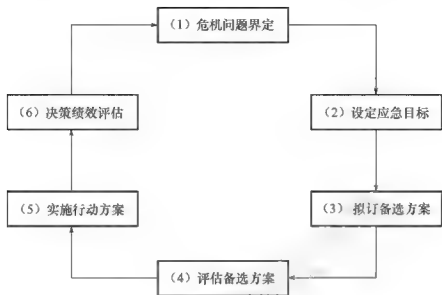 （1）危机问题界定
（2）设定应急目标
（3）拟订备选方案
（4）评估备选方案
（5）实施行动方案
（6）决策绩效评估